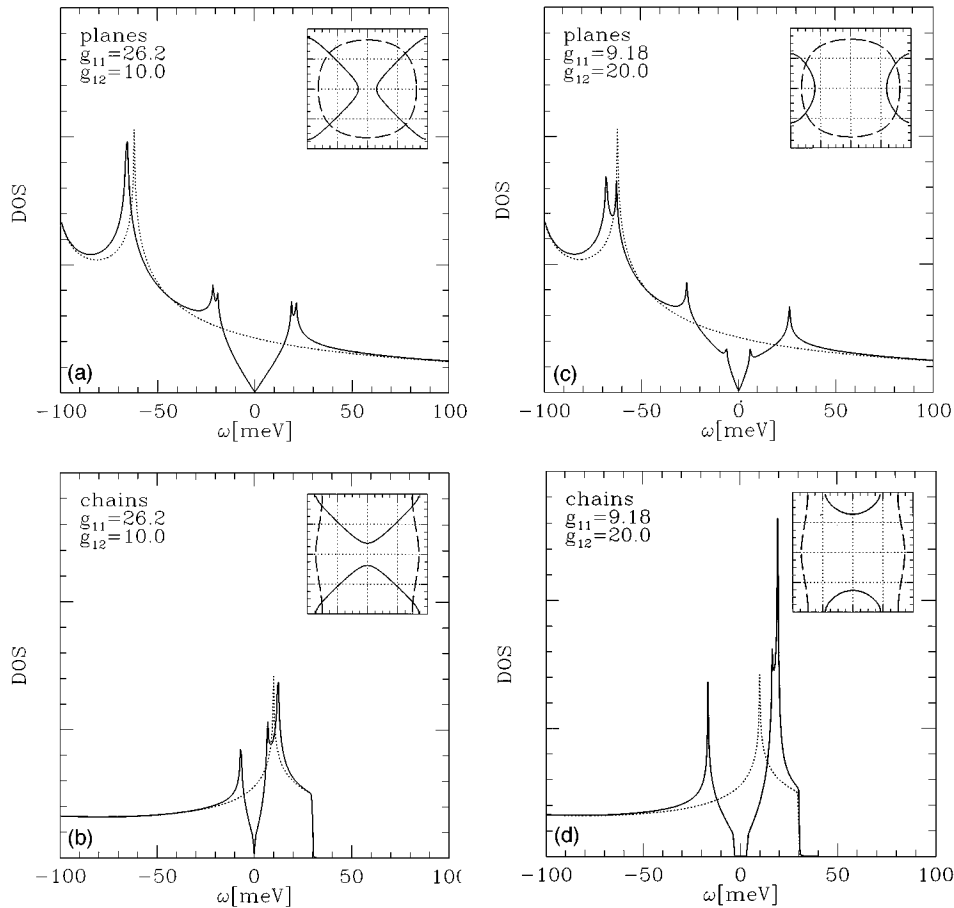 planes
g11=26.2
g12=10.0
DOS
(a)
−100
−50
0
50
100
ω[meV]
planes
g11=9.18
g12=20.0
DOS
(c)
−100
−50
0
50
100
ω[meV]
chains
g11=26.2
g12=10.0
DOS
(b)
−100
−50
0
50
100
ω[meV]
chains
g11=9.18
g12=20.0
DOS
(d)
−100
−50
0
50
100
ω[meV]